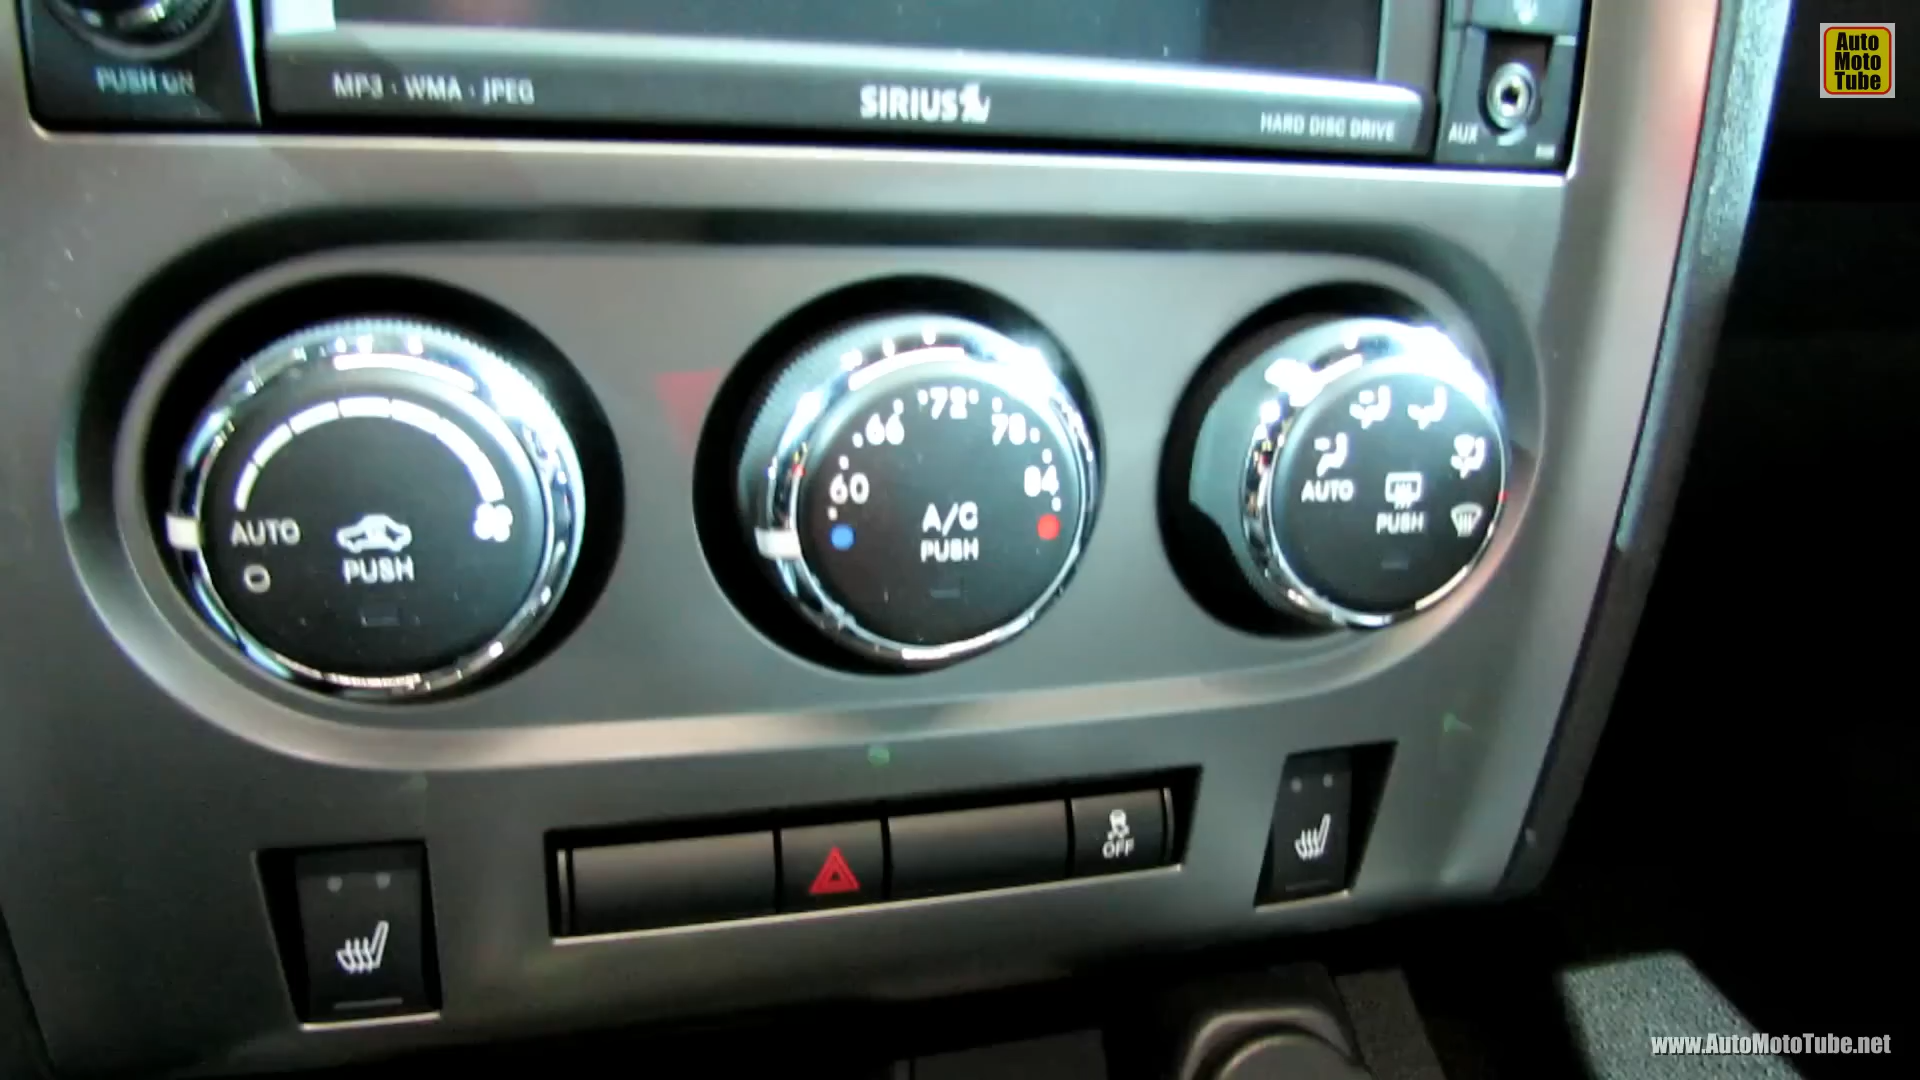 Auto
Moto
Tube
PUSH ON
MP3 · WMA · JPEG
SIRIUS
HARD DISC DRIVE
AUX
72°
66 78
60 84
AUTO
PUSH
A/C
PUSH
AUTO
PUSH
OFF
www.AutoMotoTube.net